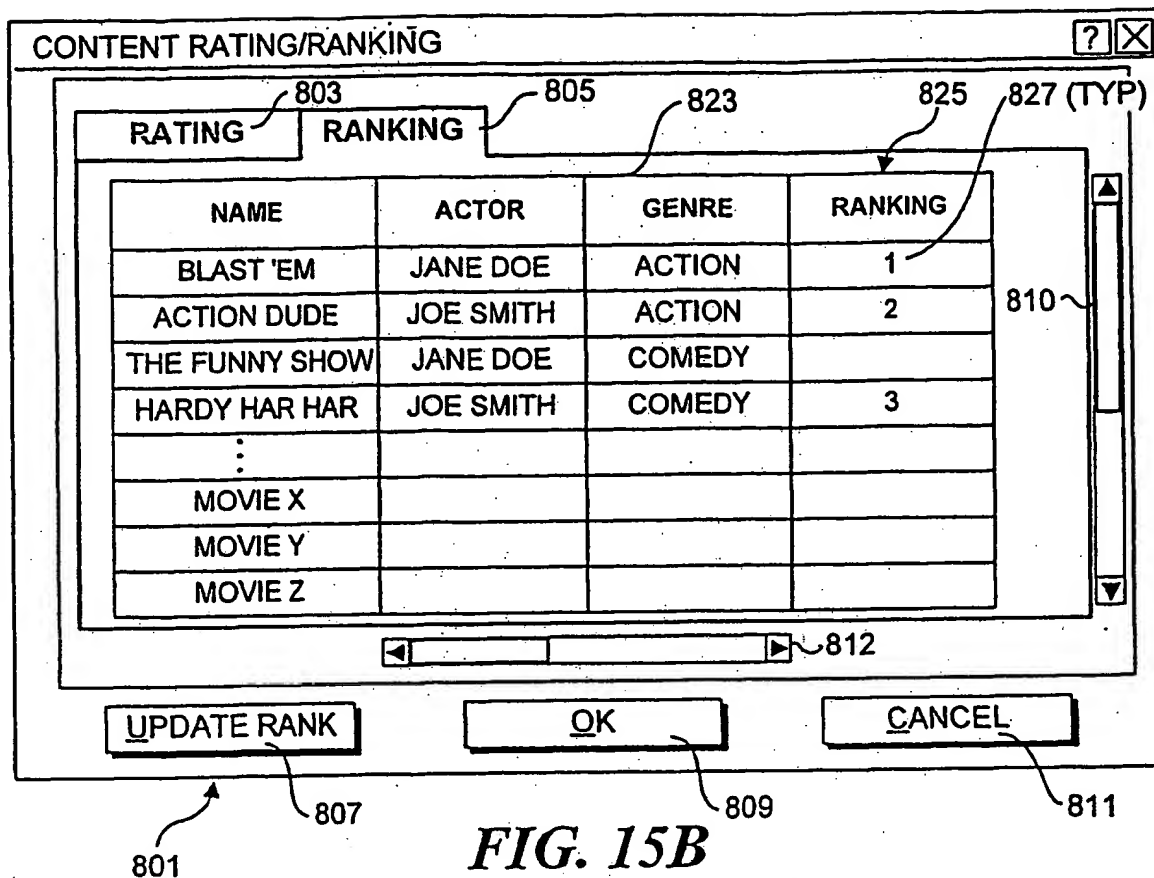 CONTENT RATING/RANKING ? X
803 805 823 825 827 (TYP)
RATING RANKING
NAME ACTOR GENRE RANKING
BLAST 'EM JANE DOE ACTION 1
ACTION DUDE JOE SMITH ACTION 2
810
THE FUNNY SHOW JANE DOE COMEDY
HARDY HAR HAR JOE SMITH COMEDY 3
⋮
MOVIE X
MOVIE Y
MOVIE Z
812
UPDATE RANK OK CANCEL
807 809 811
801
FIG. 15B